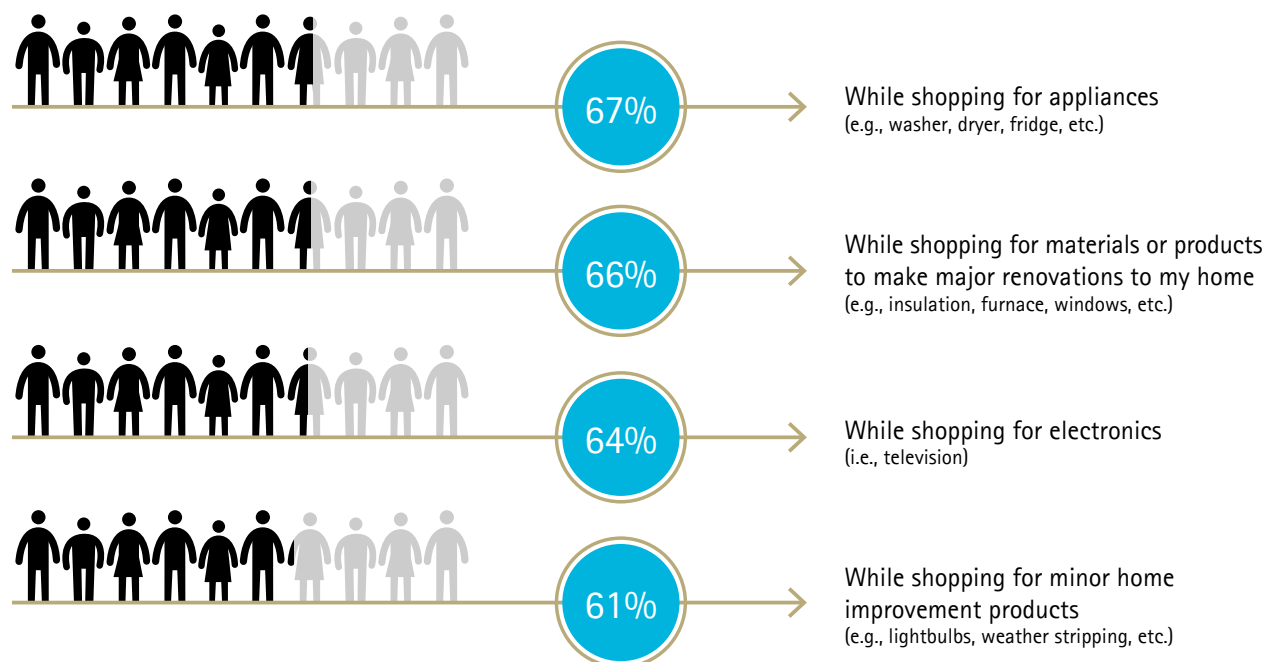 67%
While shopping for appliances
(e.g., washer, dryer, fridge, etc.)
66%
While shopping for materials or products
to make major renovations to my home
(e.g., insulation, furnace, windows, etc.)
64%
While shopping for electronics
(i.e., television)
61%
While shopping for minor home
improvement products
(e.g., lightbulbs, weather stripping, etc.)